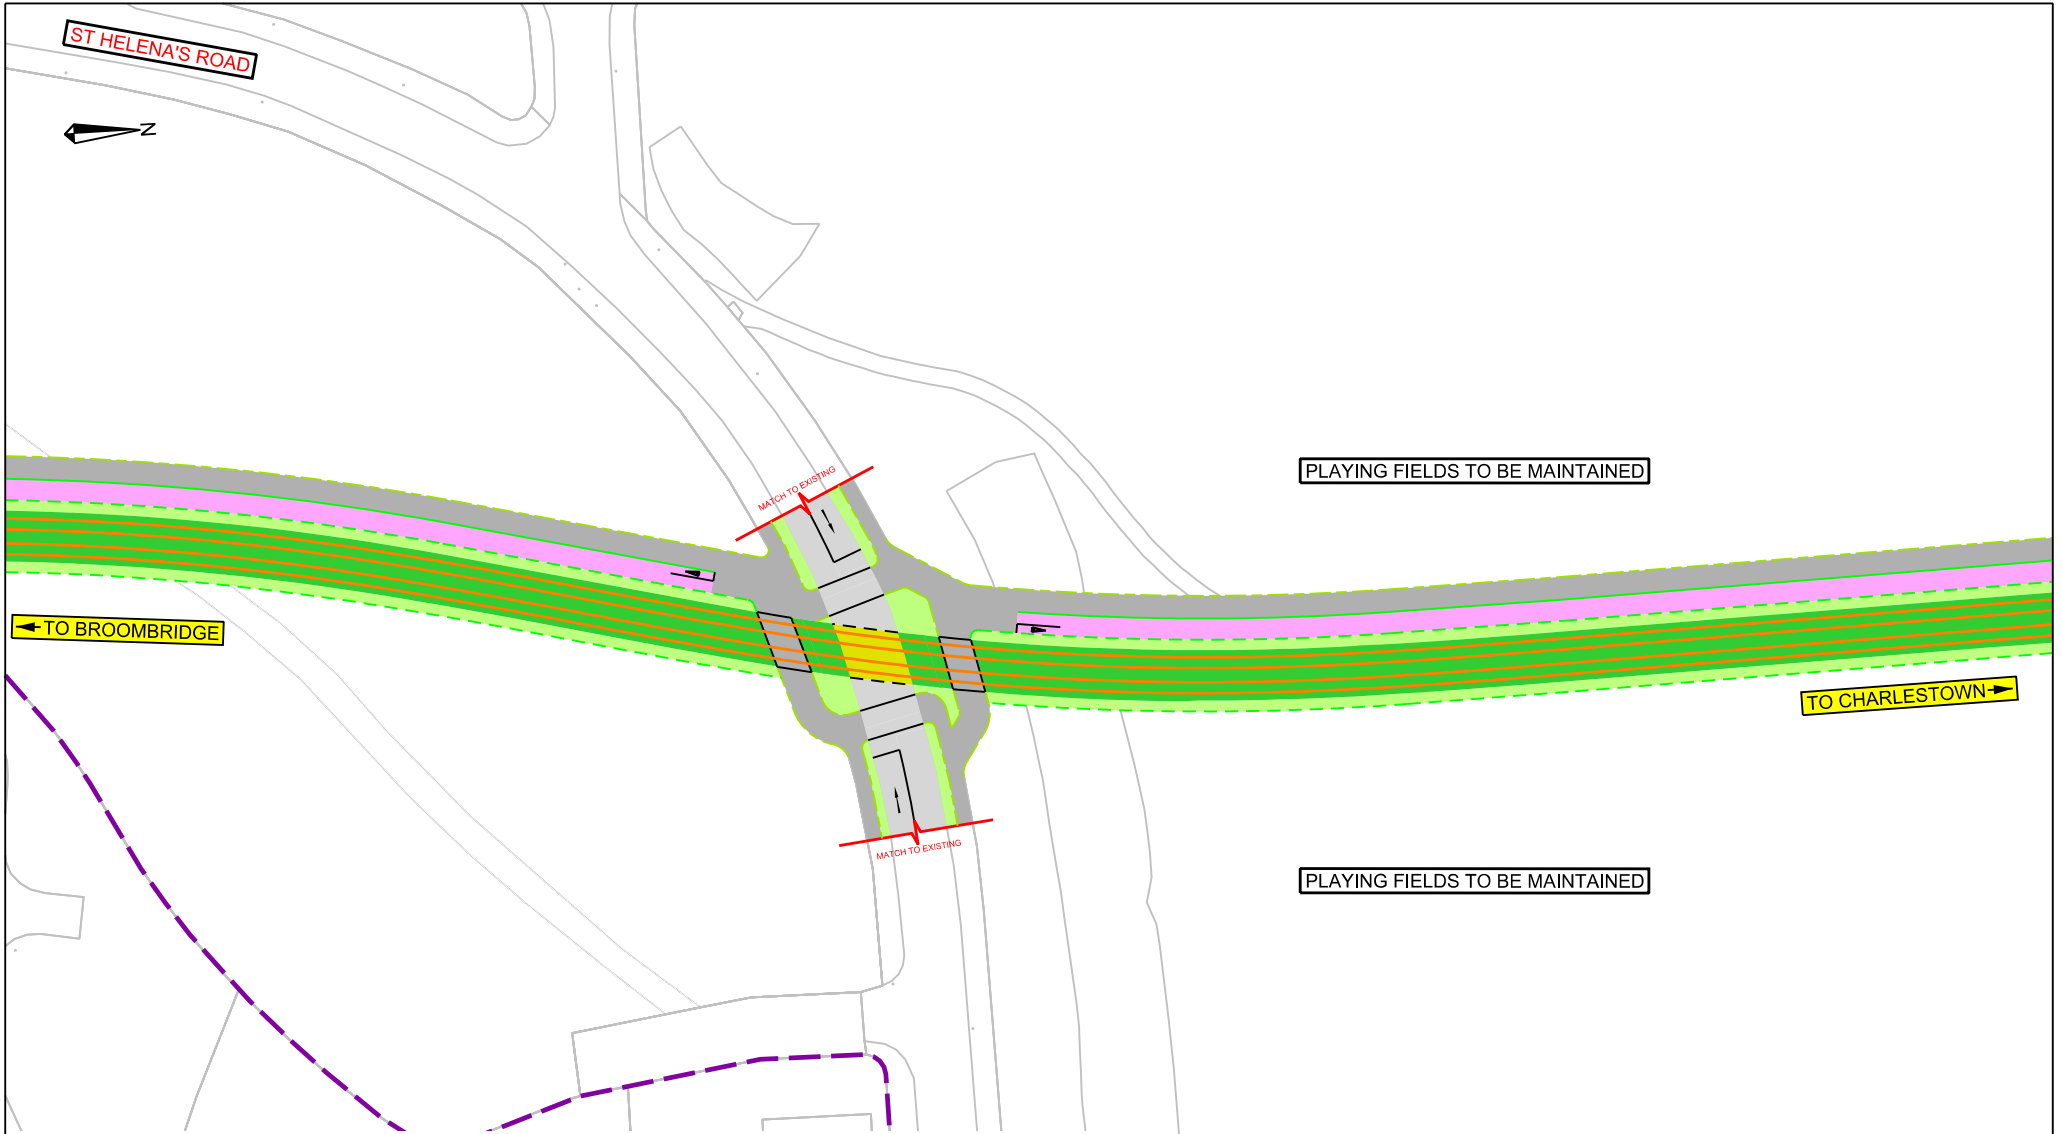 ST HELENA'S ROAD
N
MATCH TO EXISTING
PLAYING FIELDS TO BE MAINTAINED
TO BROOMBRIDGE
TO CHARLESTOWN
MATCH TO EXISTING
PLAYING FIELDS TO BE MAINTAINED